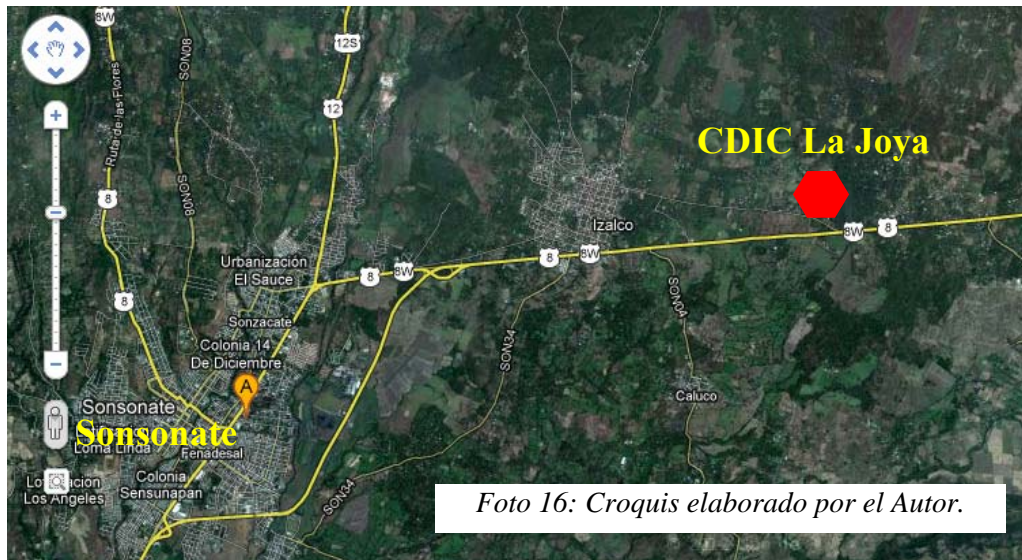 8W
12S
SON08
Ruta de las Flores
12
CDIC La Joya
8
SON08
Izalco
8W
8
8
8W
Urbanización
El Sauce
8
8W
8
Sonzacate
SON04
Colonia 14
De Diciembre
SON34
A
Caluco
Sonsonate
Sonsonate
Loma Linda
Fenadesal
Colonia
Sensunapan
Los Angeles
SON34
Foto 16: Croquis elaborado por el Autor.